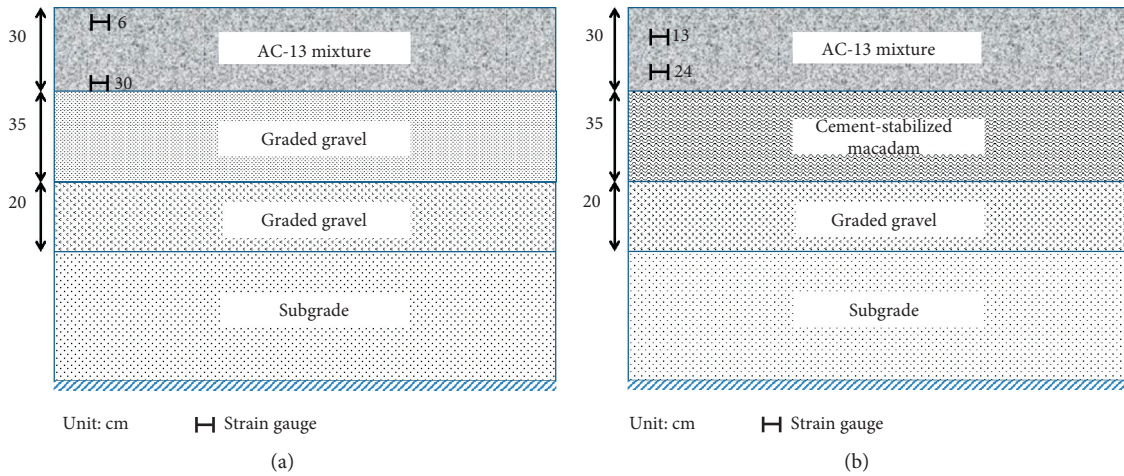 30
6
AC-13 mixture
30
35
Graded gravel
20
Graded gravel
Subgrade
Unit: cm
Strain gauge
(a)
30
13
AC-13 mixture
24
35
Cement-stabilized
macadam
20
Graded gravel
Subgrade
Unit: cm
Strain gauge
(b)